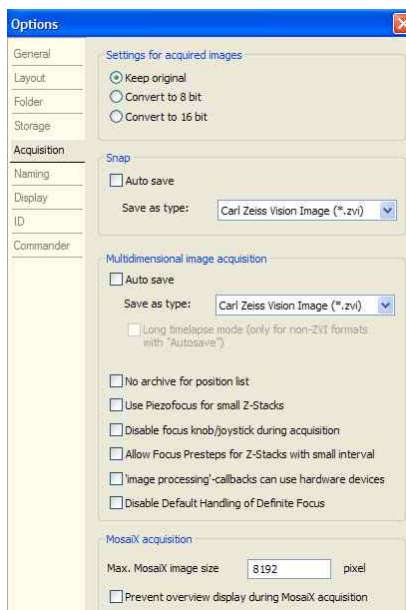 Options
General
Layout
Folder
Storage
Acquisition
Naming
Display
ID
Commander
Settings for acquired images
Keep original
Convert to 8 bit
Convert to 16 bit
Snap
Auto save
Save as type: Carl Zeiss Vision Image (*.zvi)
Multidimensional image acquisition
Auto save
Save as type: Carl Zeiss Vision Image (*.zvi)
Long timelapse mode (only for non-ZVI formats
with "Autosave")
No archive for position list
Use Piezofocus for small Z-Stacks
Disable focus knob/joystick during acquisition
Allow Focus Presteps for Z-Stacks with small interval
'image processing'-callbacks can use hardware devices
Disable Default Handling of Definite Focus
MosaiX acquisition
Max. MosaiX image size 8192 pixel
Prevent overview display during MosaiX acquisition